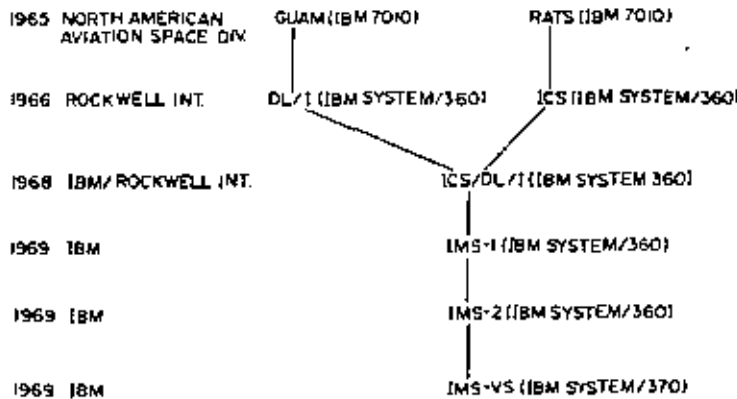 1965 NORTH AMERICAN AVIATION SPACE DIV. GUAM (IBM 7010) RATS (IBM 7010)
1966 ROCKWELL INT. DL/I (IBM SYSTEM/360) ICS (IBM SYSTEM/360)
1968 IBM/ROCKWELL INT. ICS/DL/I (IBM SYSTEM 360)
1969 IBM IMS-1 (IBM SYSTEM/360)
1969 IBM IMS-2 (IBM SYSTEM/360)
1969 IBM IMS-VS (IBM SYSTEM/370)